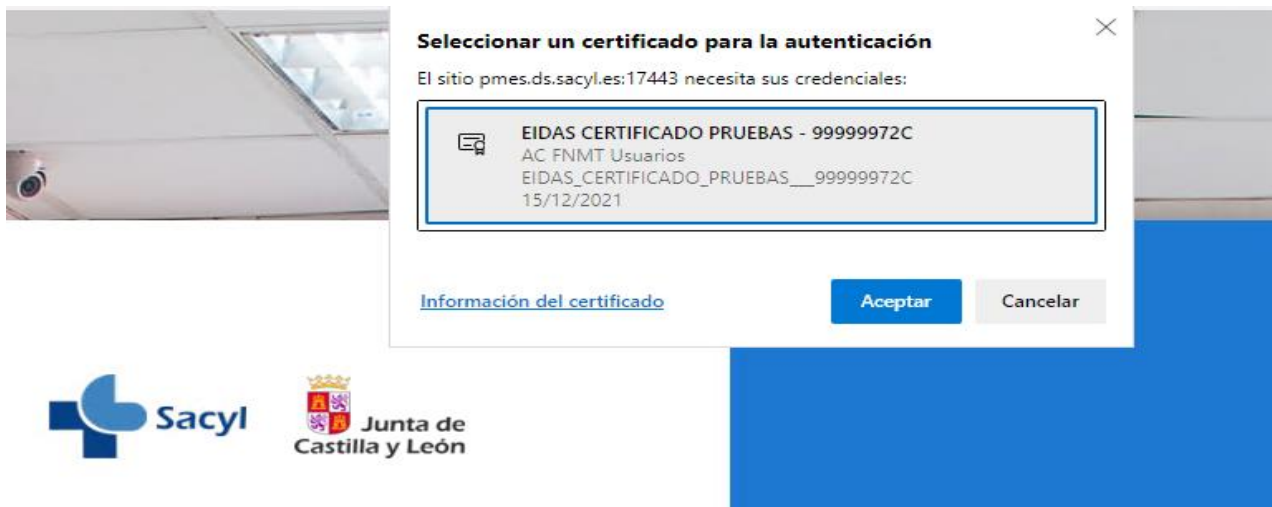 Seleccionar un certificado para la autenticación
El sitio pmes.ds.sacyl.es:17443 necesita sus credenciales:
EIDAS CERTIFICADO PRUEBAS - 99999972C
AC FNMT Usuarios
EIDAS_CERTIFICADO_PRUEBAS___99999972C
15/12/2021
Información del certificado
Aceptar
Cancelar
Sacyl
Junta de
Castilla y León